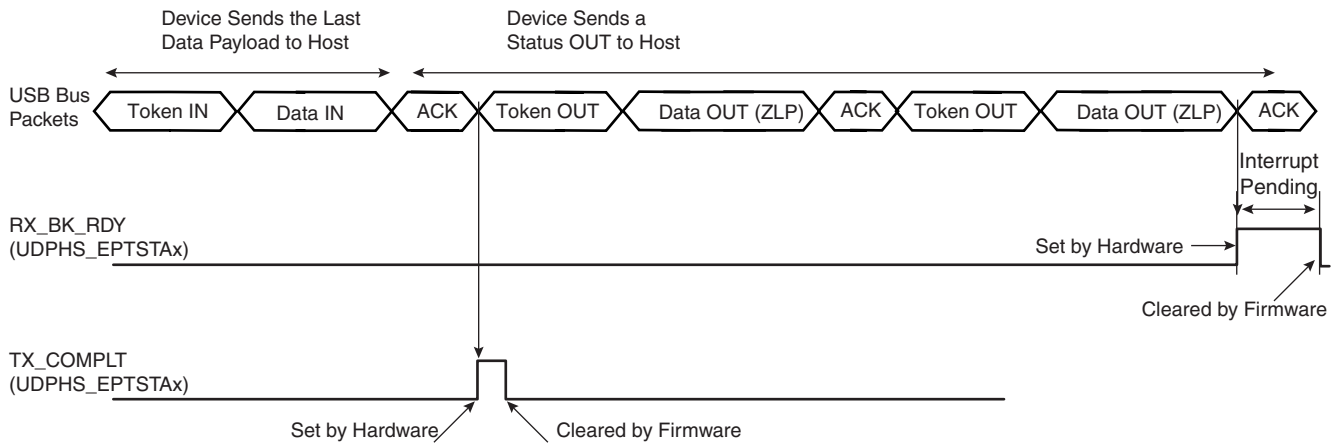 Device Sends the Last
Data Payload to Host
Device Sends a
Status OUT to Host
USB Bus
Packets
Token IN
Data IN
ACK
Token OUT
Data OUT (ZLP)
ACK
Token OUT
Data OUT (ZLP)
ACK
Interrupt
Pending
RX_BK_RDY
(UDPHS_EPTSTAx)
Set by Hardware
Cleared by Firmware
TX_COMPLT
(UDPHS_EPTSTAx)
Set by Hardware
Cleared by Firmware